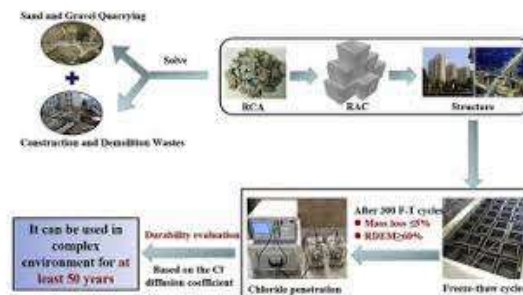 Sand and Gravel Quarrying
Solve
Construction and Demolition Wastes
RCA
RAC
Structure
After 300 F-T cycles
Mass loss ≤5%
RDEM≥60%
Freeze-thaw cycle
Chloride penetration
Durability evaluation
Based on the Cl
diffusion coefficient
It can be used in
complex
environment for at
least 50 years